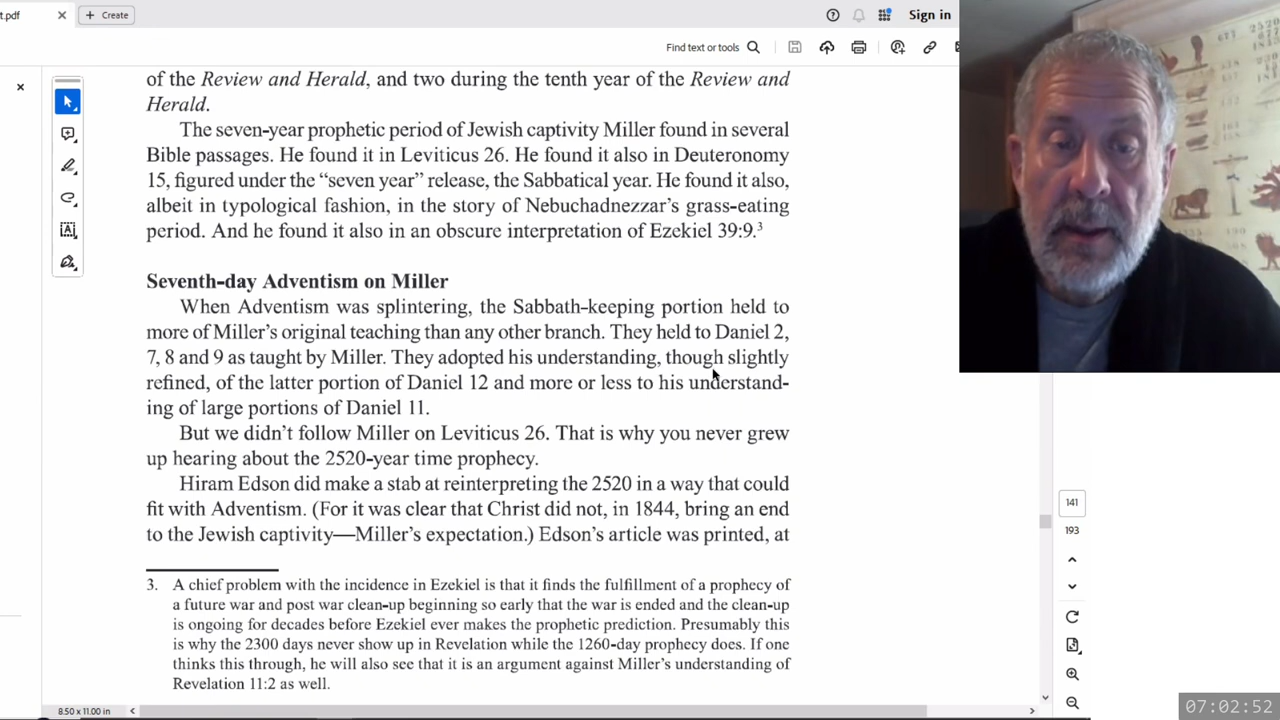 t.pdf
Create
Sign in
Find text or tools
of the Review and Herald, and two during the tenth year of the Review and
Herald.
The seven-year prophetic period of Jewish captivity Miller found in several
Bible passages. He found it in Leviticus 26. He found it also in Deuteronomy
15, figured under the “seven year” release, the Sabbatical year. He found it also,
albeit in typological fashion, in the story of Nebuchadnezzar’s grass-eating
period. And he found it also in an obscure interpretation of Ezekiel 39:9.3
Seventh-day Adventism on Miller
When Adventism was splintering, the Sabbath-keeping portion held to
more of Miller’s original teaching than any other branch. They held to Daniel 2,
7, 8 and 9 as taught by Miller. They adopted his understanding, though slightly
refined, of the latter portion of Daniel 12 and more or less to his understand-
ing of large portions of Daniel 11.
But we didn’t follow Miller on Leviticus 26. That is why you never grew
up hearing about the 2520-year time prophecy.
Hiram Edson did make a stab at reinterpreting the 2520 in a way that could
fit with Adventism. (For it was clear that Christ did not, in 1844, bring an end
to the Jewish captivity—Miller’s expectation.) Edson’s article was printed, at
3. A chief problem with the incidence in Ezekiel is that it finds the fulfillment of a prophecy of
a future war and post war clean-up beginning so early that the war is ended and the clean-up
is ongoing for decades before Ezekiel ever makes the prophetic prediction. Presumably this
is why the 2300 days never show up in Revelation while the 1260-day prophecy does. If one
thinks this through, he will also see that it is an argument against Miller’s understanding of
Revelation 11:2 as well.
141
193
8.50 x 11.00 in
07:02:52